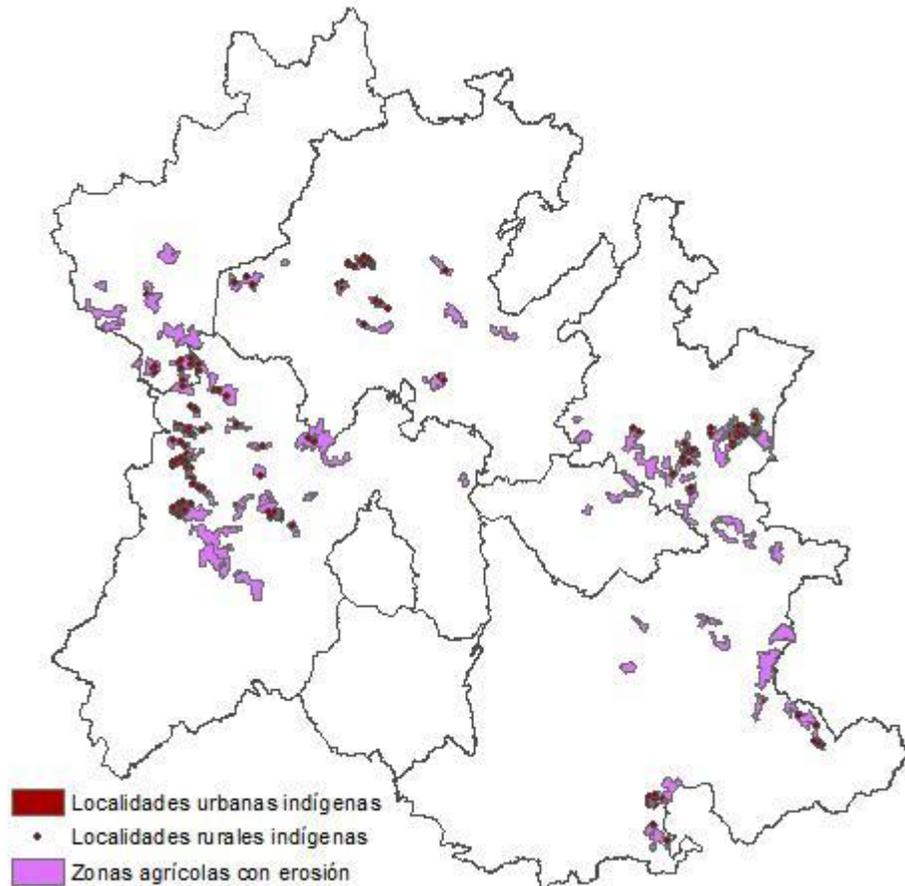 Localidades urbanas indígenas
Localidades rurales indígenas
Zonas agrícolas con erosión